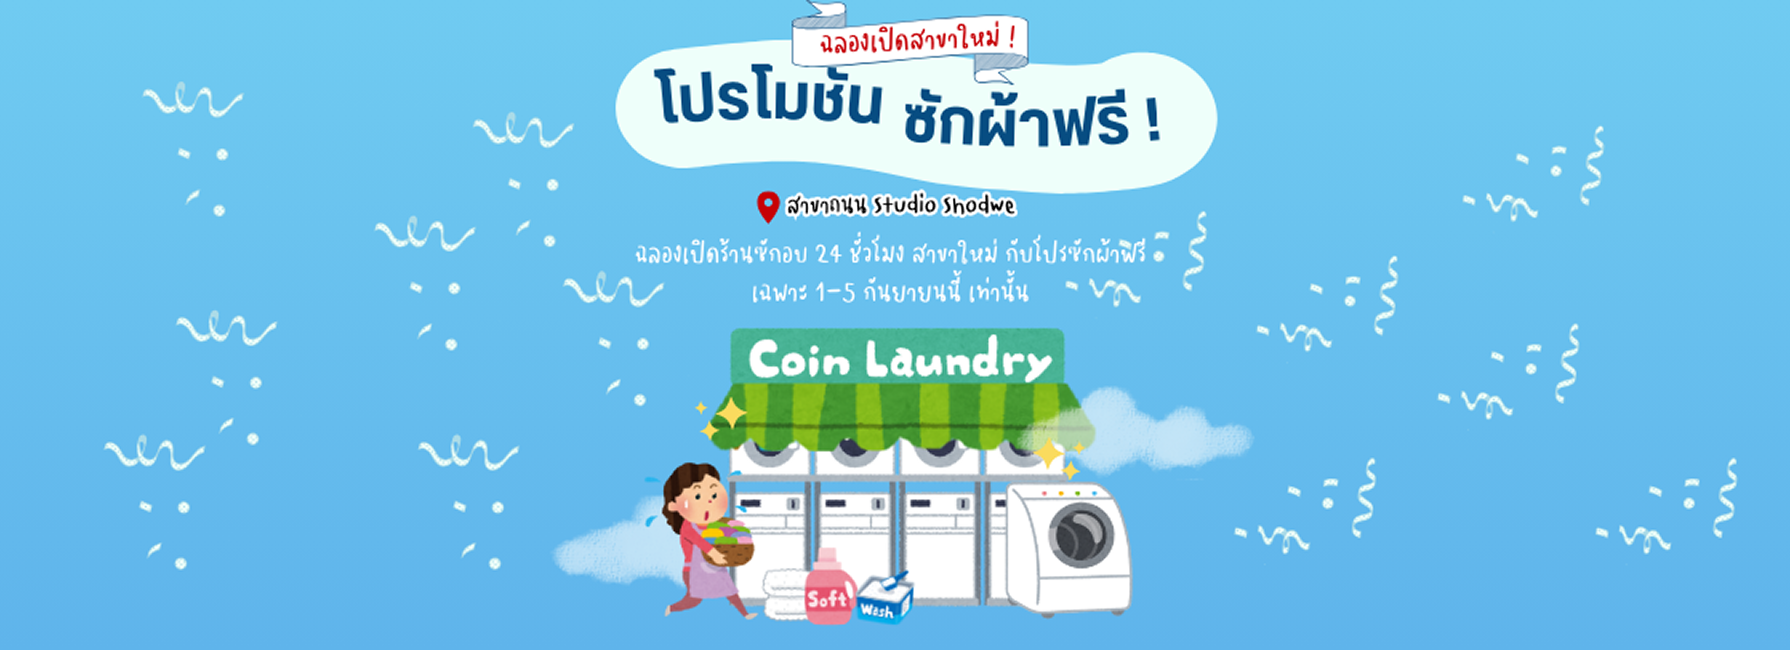 ฉลองเปิดสาขาใหม่ !
โปรโมชั่น ซักผ้าฟรี !
สาขาถนน Studio Shodwe
ฉลองเปิดร้านซักอบ 24 ชั่วโมง สาขาใหม่ กับโปรซักผ้าฟรี
เฉพาะ 1-5 กันยายนนี้ เท่านั้น
Coin Laundry
Soft
Wash